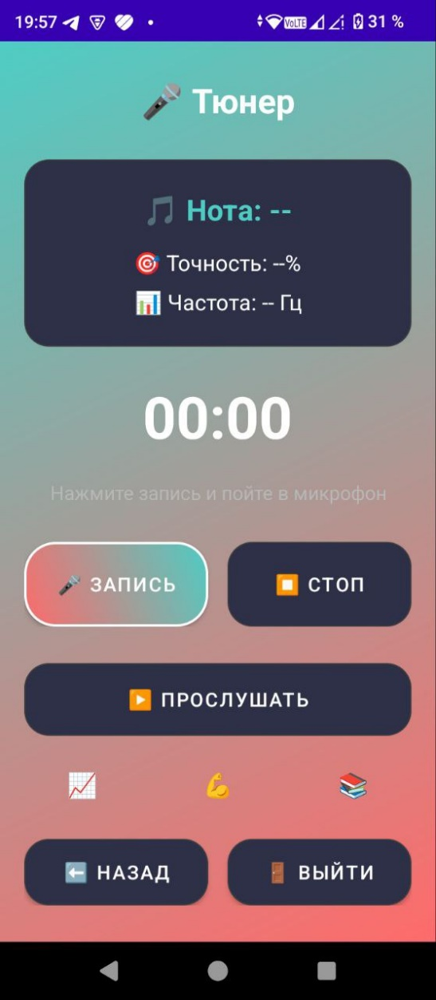 19:57 VoLTE 31 %
Тюнер
Нота: --
Точность: --%
Частота: -- Гц
00:00
Нажмите запись и пойте в микрофон
ЗАПИСЬ
СТОП
ПРОСЛУШАТЬ
НАЗАД
ВЫЙТИ